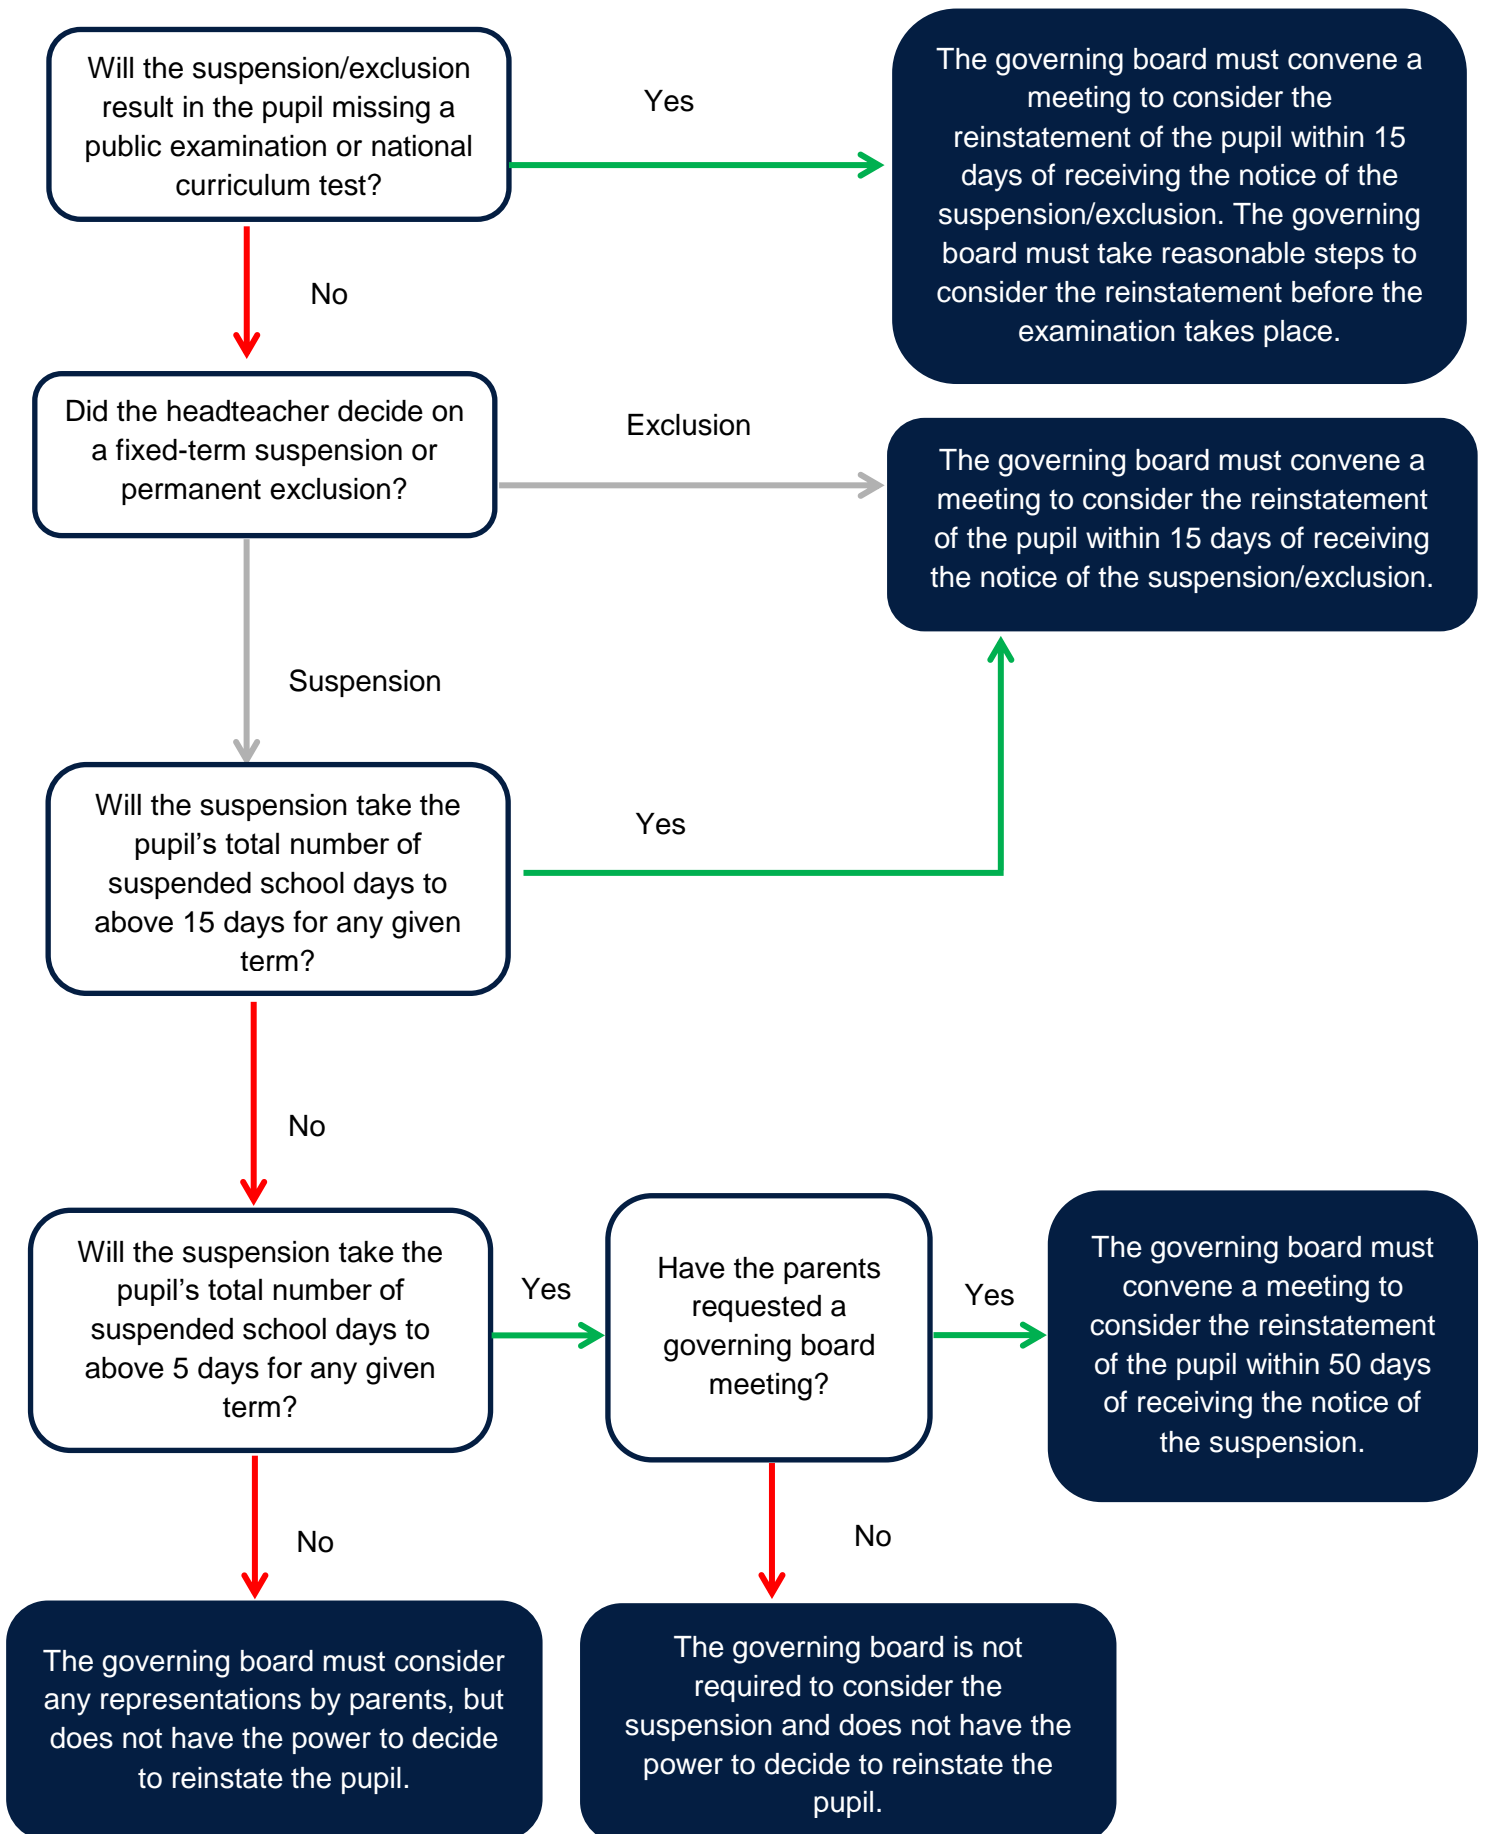 Will the suspension/exclusion
result in the pupil missing a
public examination or national
curriculum test?
Yes
The governing board must convene a
meeting to consider the
reinstatement of the pupil within 15
days of receiving the notice of the
suspension/exclusion. The governing
board must take reasonable steps to
consider the reinstatement before the
examination takes place.
No
Did the headteacher decide on
a fixed-term suspension or
permanent exclusion?
Exclusion
The governing board must convene a
meeting to consider the reinstatement
of the pupil within 15 days of receiving
the notice of the suspension/exclusion.
Suspension
Will the suspension take the
pupil’s total number of
suspended school days to
above 15 days for any given
term?
Yes
No
Will the suspension take the
pupil’s total number of
suspended school days to
above 5 days for any given
term?
Yes
Have the parents
requested a
governing board
meeting?
Yes
The governing board must
convene a meeting to
consider the reinstatement
of the pupil within 50 days
of receiving the notice of
the suspension.
No
No
The governing board must consider
any representations by parents, but
does not have the power to decide
to reinstate the pupil.
The governing board is not
required to consider the
suspension and does not have the
power to decide to reinstate the
pupil.